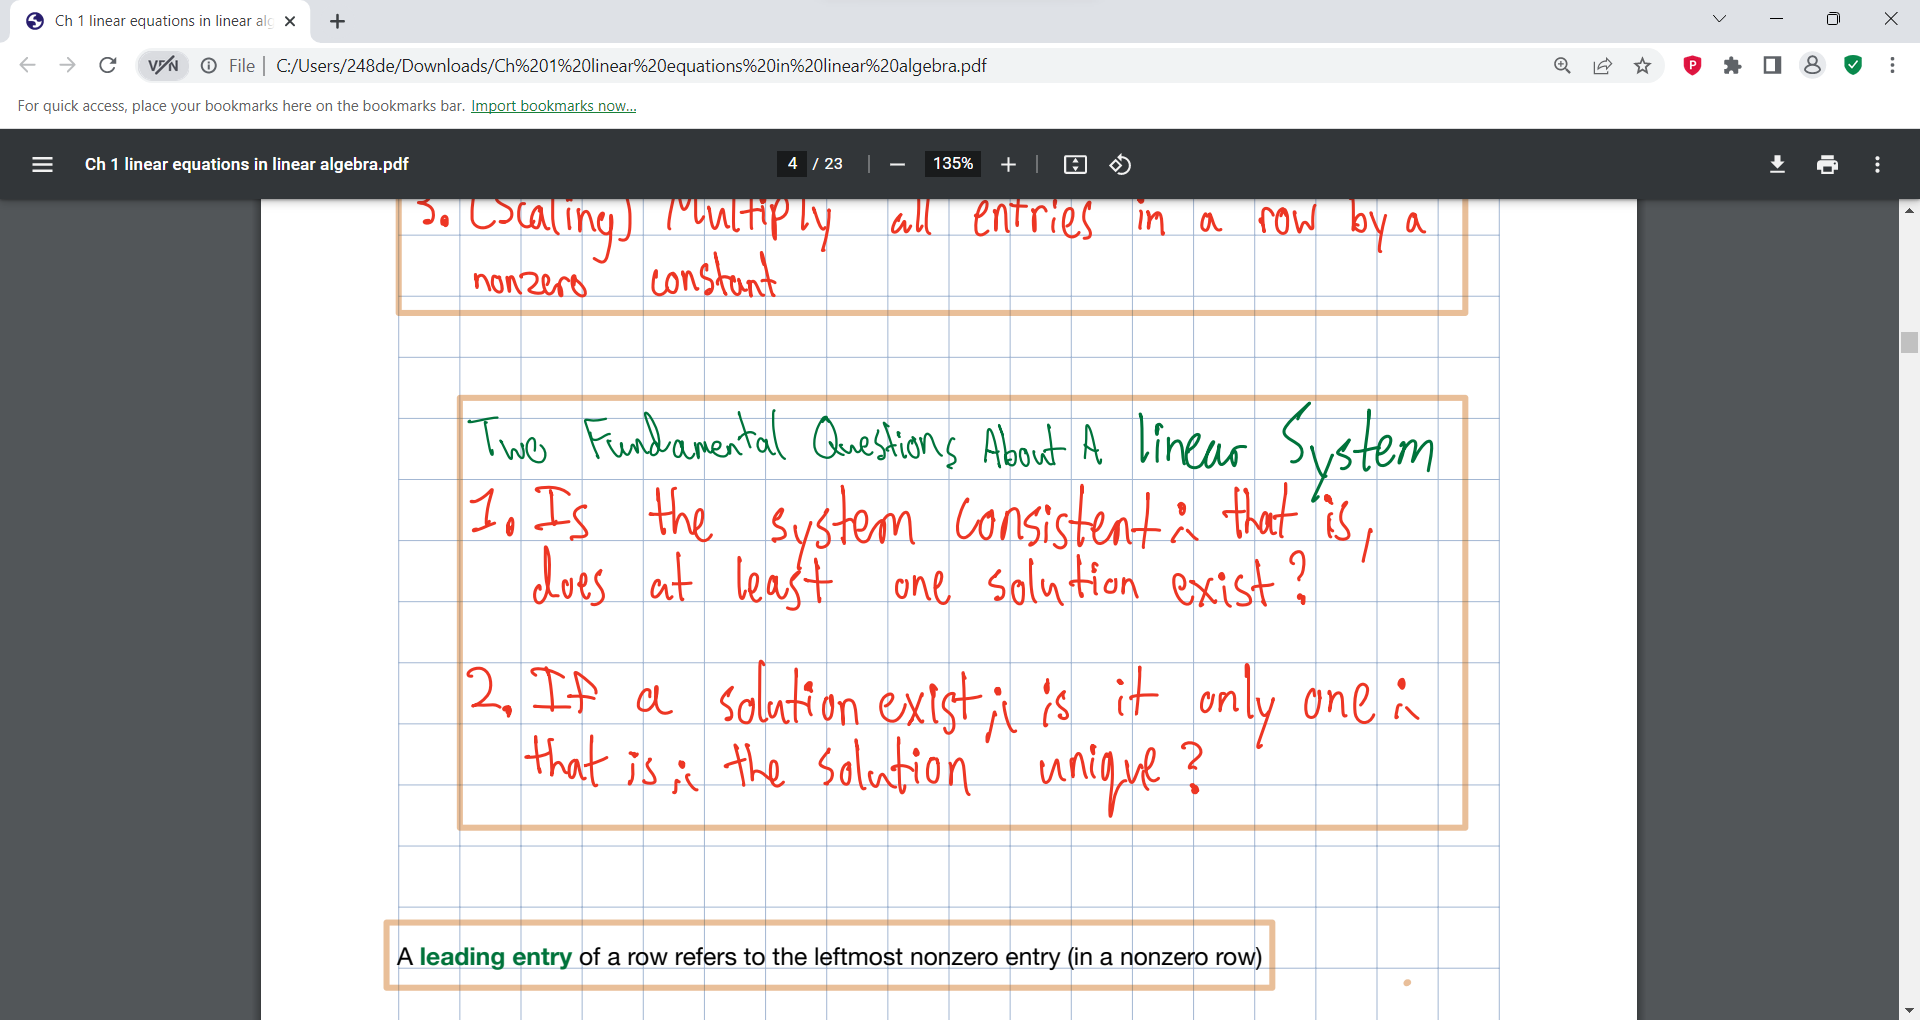 Ch 1 linear equations in linear alg
VPN File C:/Users/248de/Downloads/Ch%201%20linear%20equations%20in%20linear%20algebra.pdf
For quick access, place your bookmarks here on the bookmarks bar. Import bookmarks now...
Ch 1 linear equations in linear algebra.pdf 4 / 23 135%
3. (Scaling) Multiply all entries in a row by a
nonzero constant
Two Fundamental Questions About A linear System
1. Is the system consistent; that is,
does at least one solution exist?
2. If a solution exist; is it only one;
that is; the solution unique?
A leading entry of a row refers to the leftmost nonzero entry (in a nonzero row)